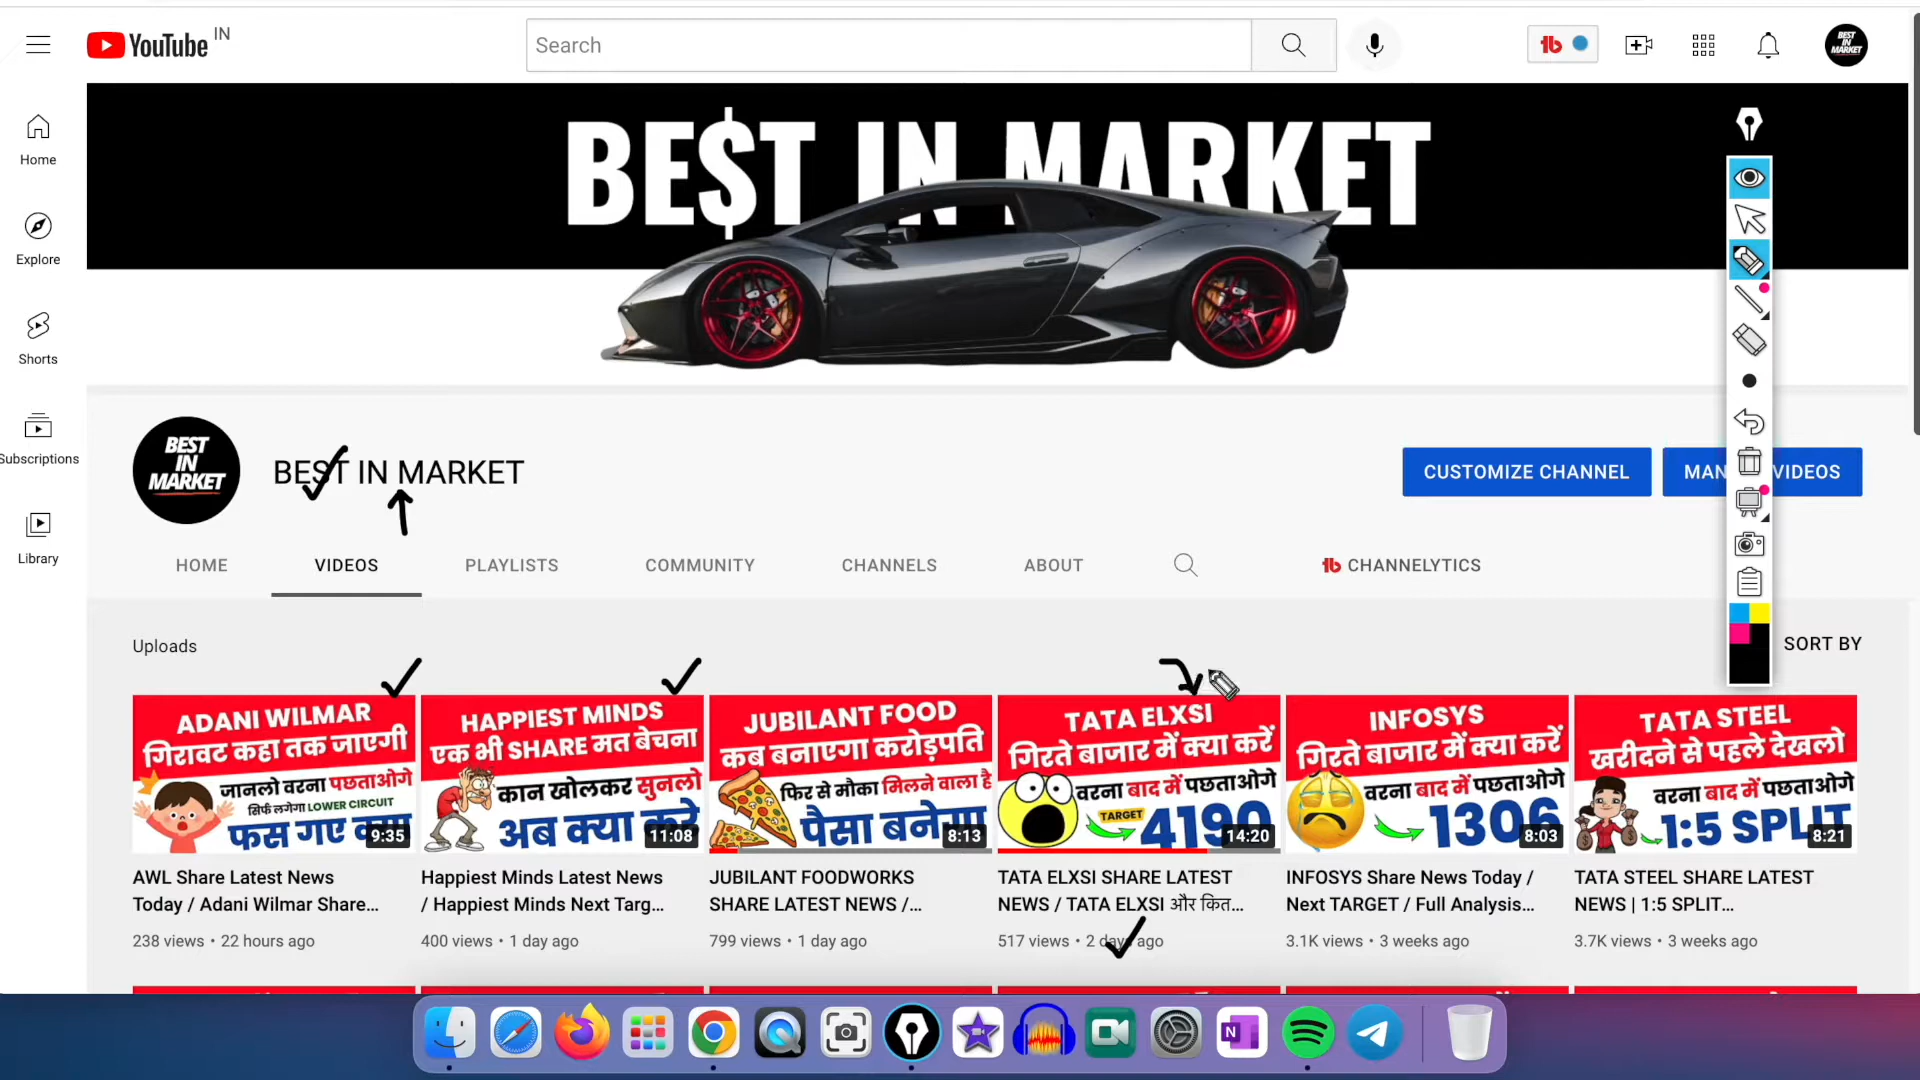 YouTube IN
Search
BE$T IN MARKET
BEST
IN
MARKET
Home
Explore
Shorts
Subscriptions
Library
BEST
IN
MARKET
BEST IN MARKET
CUSTOMIZE CHANNEL
MAN VIDEOS
HOME VIDEOS PLAYLISTS COMMUNITY CHANNELS ABOUT CHANNELYTICS
Uploads
SORT BY
ADANI WILMAR
गिरावट कहा तक जाएगी
जानलो वरना पछताओगे
सिर्फ लगेगा LOWER CIRCUIT
फस गए क्या
9:35
AWL Share Latest News
Today / Adani Wilmar Share...
238 views • 22 hours ago
HAPPIEST MINDS
एक भी SHARE मत बेचना
कान खोलकर सुनलो
अब क्या करे
11:08
Happiest Minds Latest News
/ Happiest Minds Next Targ...
400 views • 1 day ago
JUBILANT FOOD
कब बनाएगा करोड़पति
फिर से मौका मिलने वाला है
पैसा बनेगा
8:13
JUBILANT FOODWORKS
SHARE LATEST NEWS /...
799 views • 1 day ago
TATA ELXSI
गिरते बाजार में क्या करें
वरना बाद में पछताओगे
TARGET 4190
14:20
TATA ELXSI SHARE LATEST
NEWS / TATA ELXSI और कित...
517 views • 2 days ago
INFOSYS
गिरते बाजार में क्या करें
वरना बाद में पछताओगे
1306
8:03
INFOSYS Share News Today /
Next TARGET / Full Analysis...
3.1K views • 3 weeks ago
TATA STEEL
खरीदने से पहले देखलो
वरना बाद में पछताओगे
1:5 SPLIT
8:21
TATA STEEL SHARE LATEST
NEWS | 1:5 SPLIT...
3.7K views • 3 weeks ago